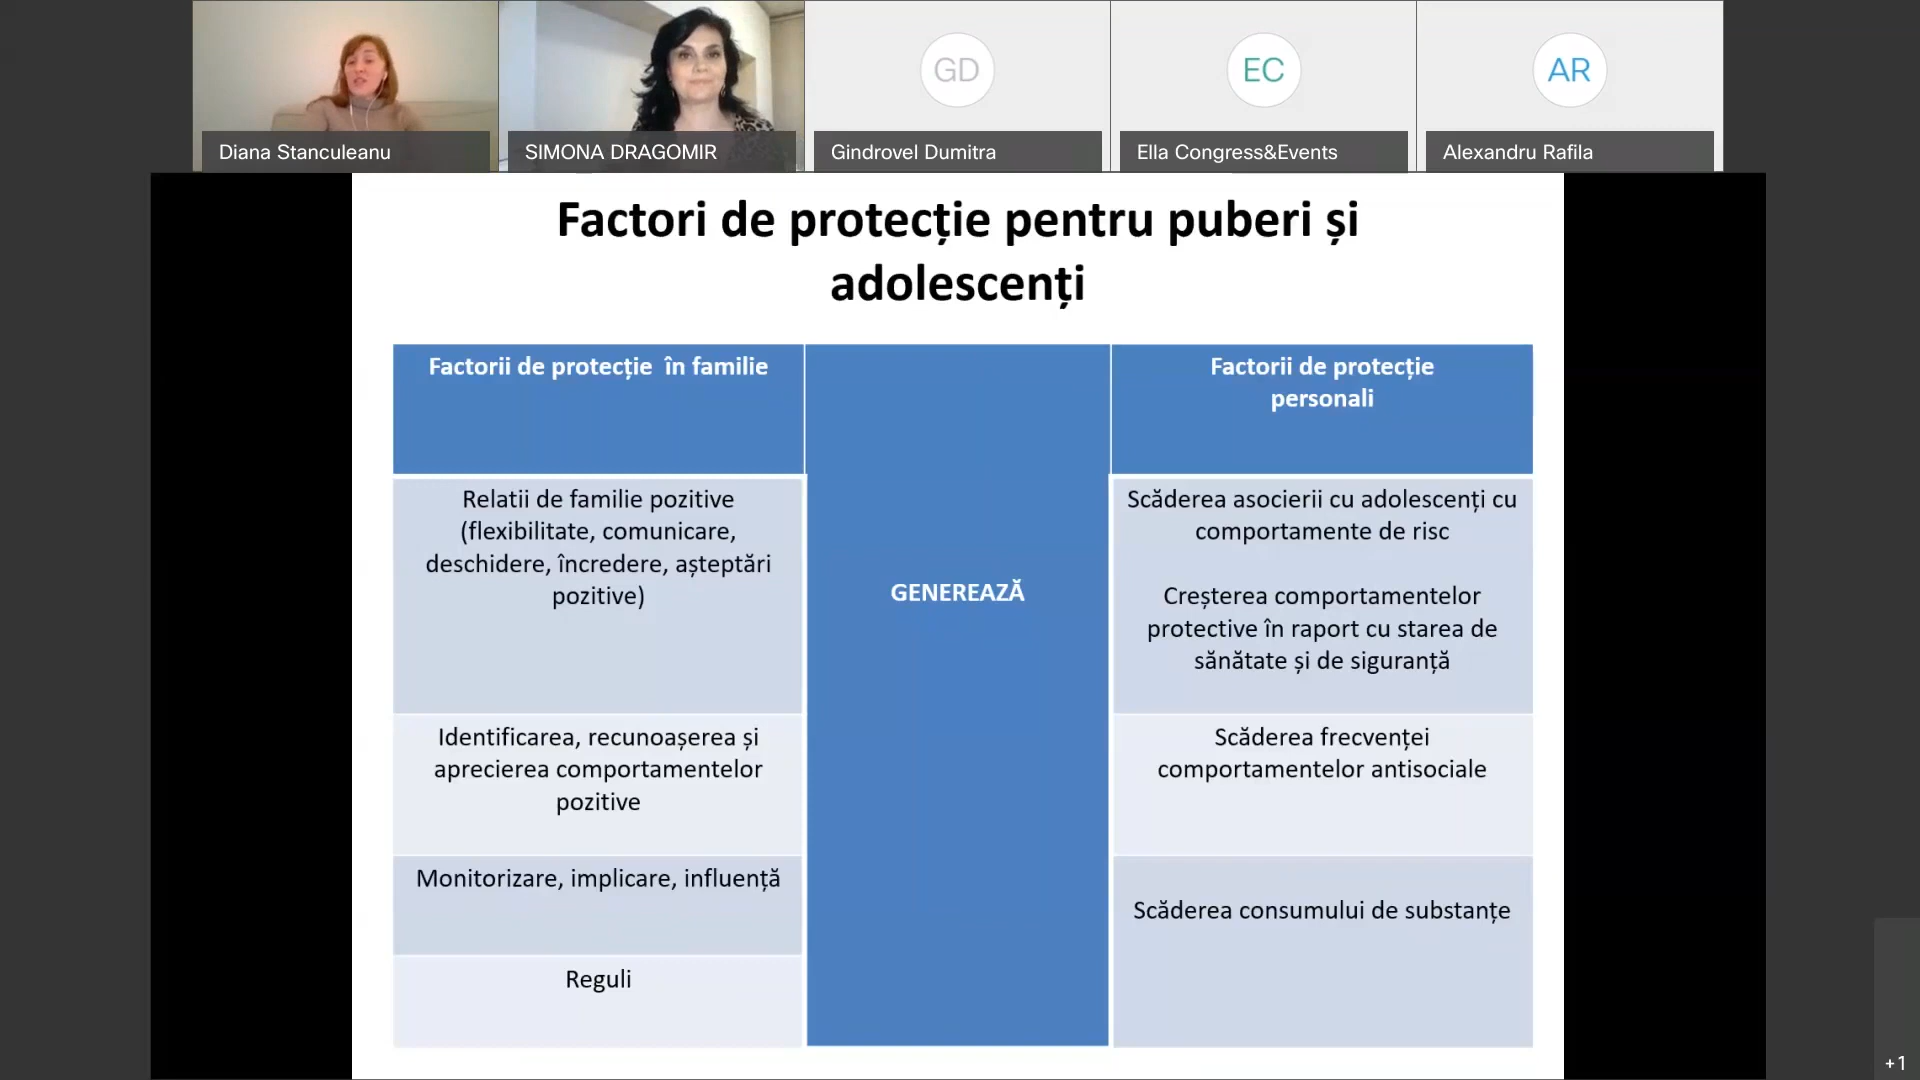 Diana Stanculeanu
SIMONA DRAGOMIR
GD
Gindrovel Dumitra
EC
Ella Congress&Events
AR
Alexandru Rafila
Factori de protecție pentru puberi și
adolescenți
Factorii de protecție în familie
Factorii de protecție
personali
Relatii de familie pozitive
(flexibilitate, comunicare,
deschidere, încredere, așteptări
pozitive)
GENEREAZĂ
Scăderea asocierii cu adolescenți cu
comportamente de risc
Creșterea comportamentelor
protective în raport cu starea de
sănătate și de siguranță
Identificarea, recunoașerea și
aprecierea comportamentelor
pozitive
Scăderea frecvenței
comportamentelor antisociale
Monitorizare, implicare, influență
Scăderea consumului de substanțe
Reguli
+1